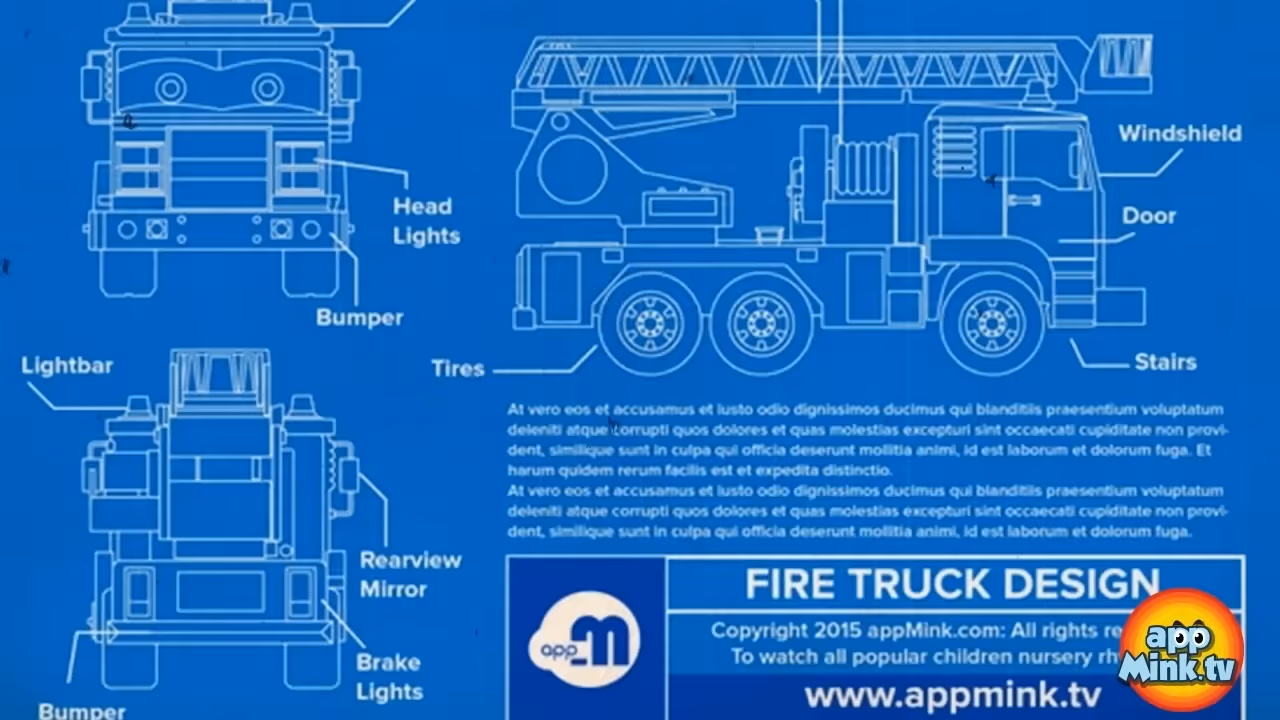 Head
Lights
Bumper
Lightbar
Rearview
Mirror
Brake
Lights
Bumper
Windshield
Door
Tires
Stairs
At vero eos et accusamus et iusto odio dignissimos ducimus qui blanditiis praesentium voluptatum
deleniti atque corrupti quos dolores et quas molestias excepturi sint occaecati cupiditate non provi-
dent, similique sunt in culpa qui officia deserunt mollitia animi, id est laborum et dolorum fuga. Et
harum quidem rerum facilis est et expedita distinctio.
At vero eos et accusamus et iusto odio dignissimos ducimus qui blanditiis praesentium voluptatum
deleniti atque corrupti quos dolores et quas molestias excepturi sint occaecati cupiditate non provi-
dent, similique sunt in culpa qui officia deserunt mollitia animi, id est laborum et dolorum fuga.
FIRE TRUCK DESIGN
app m
Copyright 2015 appMink.com: All rights re
To watch all popular children nursery rh
www.appmink.tv
app
Mink.tv